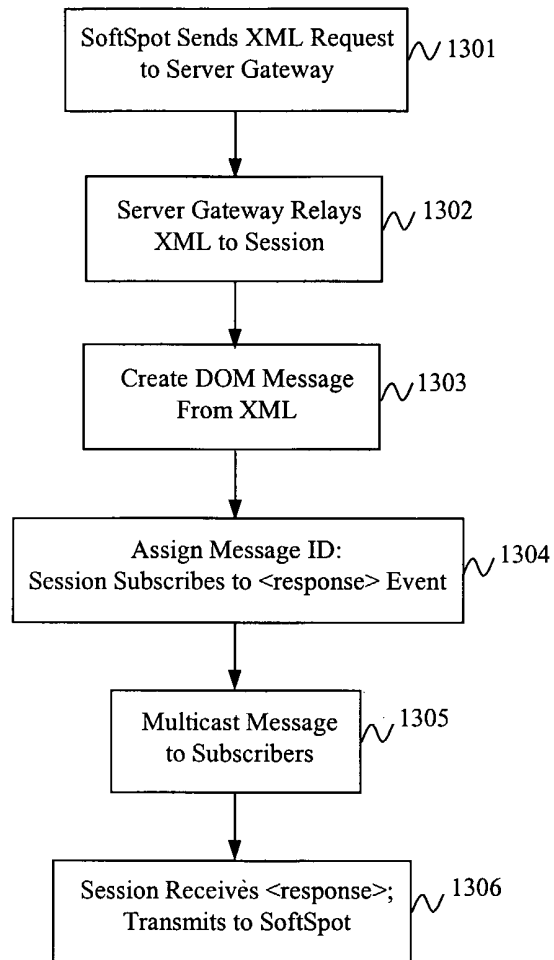 SoftSpot Sends XML Request
to Server Gateway
1301
Server Gateway Relays
XML to Session
1302
Create DOM Message
From XML
1303
Assign Message ID:
Session Subscribes to <response> Event
1304
Multicast Message
to Subscribers
1305
Session Receives <response>;
Transmits to SoftSpot
1306